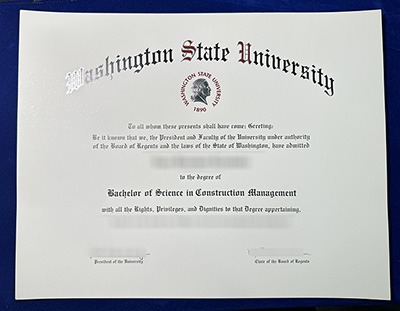 Washington State University
WASHINGTON STATE UNIVERSITY
1890
To all whom these presents shall have come: Greeting:
Be it known that we, the President and Faculty of the University under authority
of the Board of Regents and the laws of the State of Washington, have admitted
to the degree of
Bachelor of Science in Construction Management
with all the Rights, Privileges, and Dignities to that Degree appertaining,
President of the University
Chair of the Board of Regents